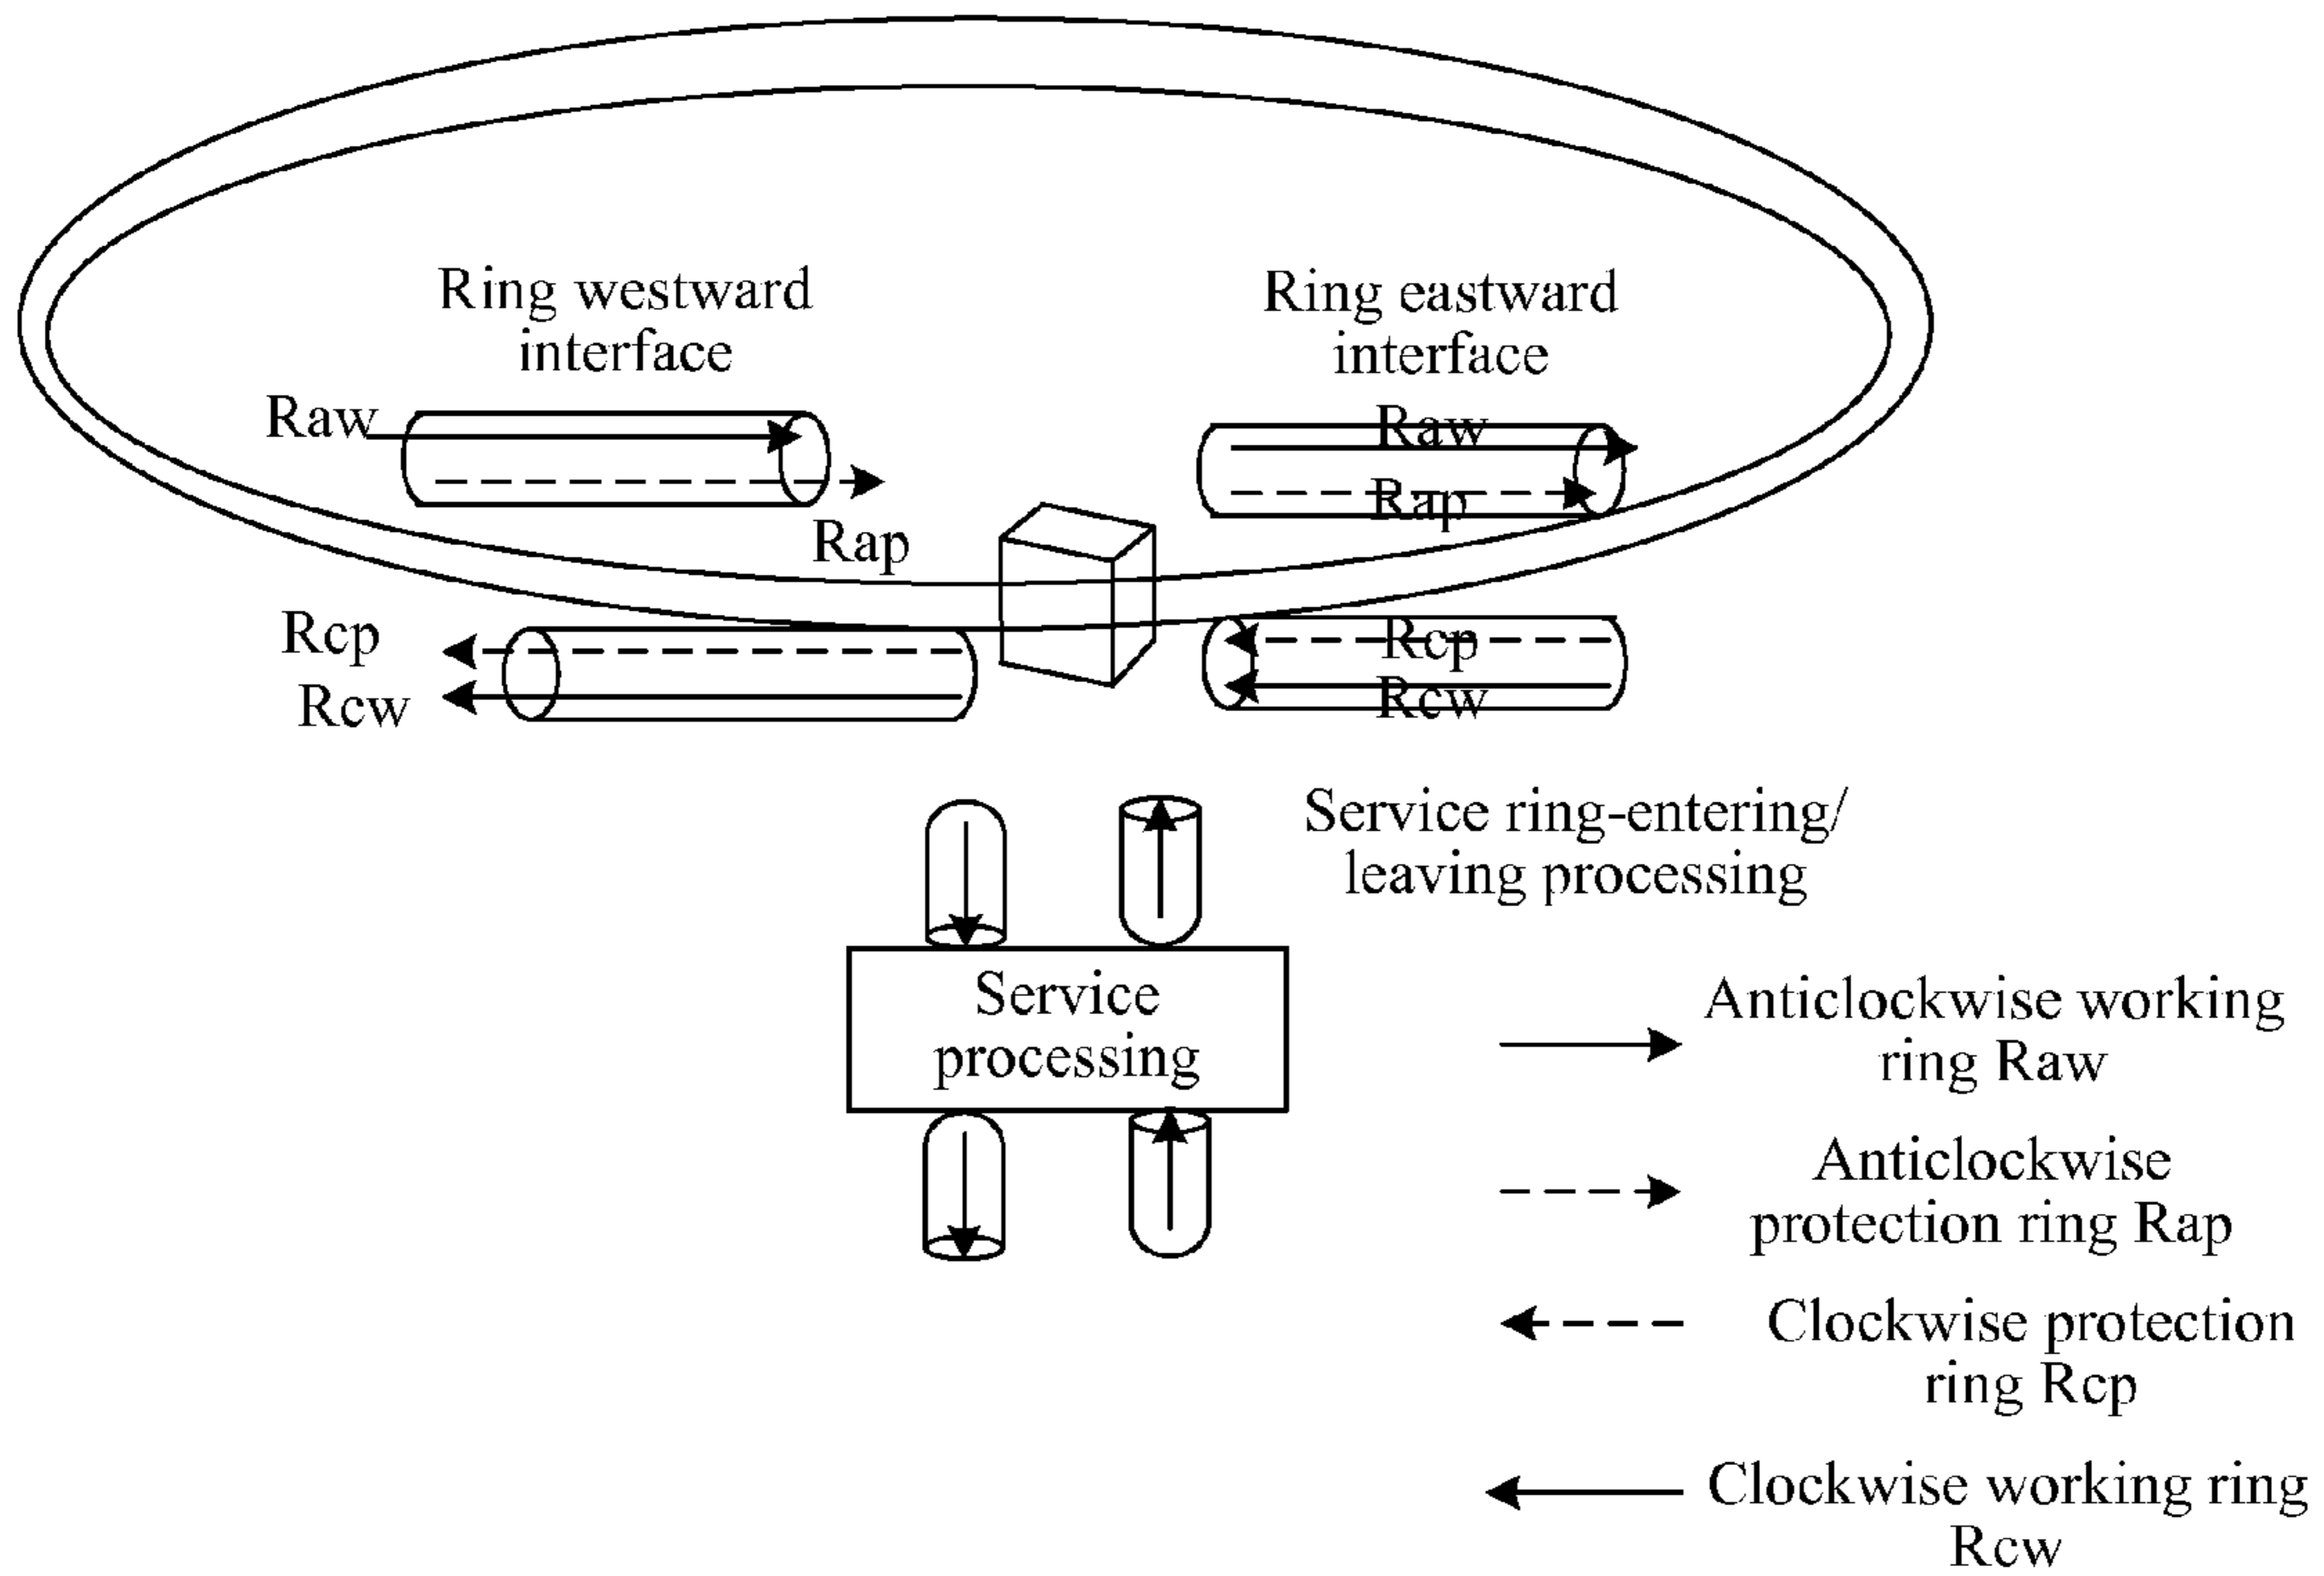 Ring westward
interface
Ring eastward
interface
Raw
Raw
Rap
Rap
Rcp
Rcp
Rcw
Rcw
Service ring-entering/
leaving processing
Service
processing
Anticlockwise working
ring Raw
Anticlockwise
protection ring Rap
Clockwise protection
ring Rcp
Clockwise working ring
Rcw